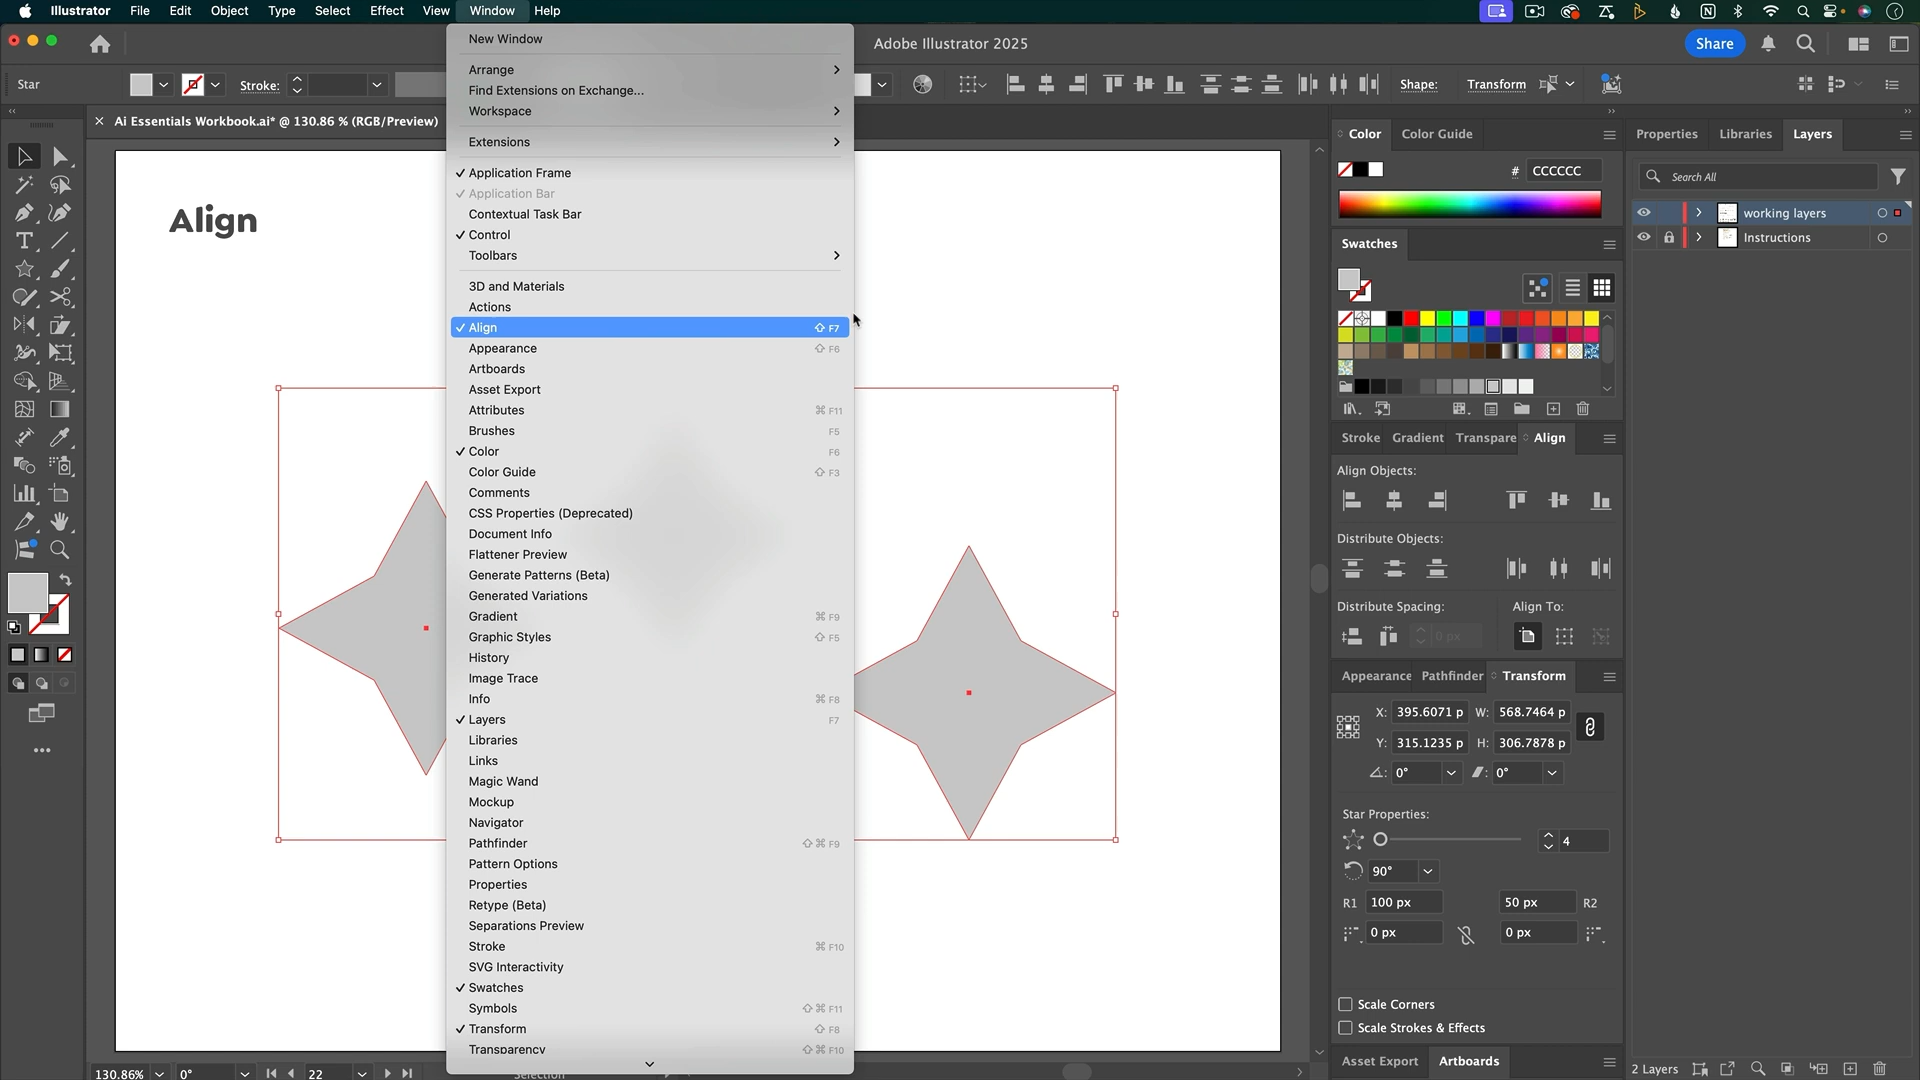 Illustrator File Edit Object Type Select Effect View Window Help
Adobe Illustrator 2025
Share
Star
Stroke:
Shape:
Transform
Ai Essentials Workbook.ai* @ 130.86 % (RGB/Preview)
Align
New Window
Arrange
Find Extensions on Exchange...
Workspace
Extensions
Application Frame
Application Bar
Contextual Task Bar
Control
Toolbars
3D and Materials
Actions
Align ⇧ F7
Appearance ⇧ F6
Artboards
Asset Export
Attributes ⌘ F11
Brushes F5
Color F6
Color Guide ⇧ F3
Comments
CSS Properties (Deprecated)
Document Info
Flattener Preview
Generate Patterns (Beta)
Generated Variations
Gradient ⌘ F9
Graphic Styles ⇧ F5
History
Image Trace
Info ⌘ F8
Layers F7
Libraries
Links
Magic Wand
Mockup
Navigator
Pathfinder ⇧ ⌘ F9
Pattern Options
Properties
Retype (Beta)
Separations Preview
Stroke ⌘ F10
SVG Interactivity
Swatches
Symbols ⇧ ⌘ F11
Transform ⇧ F8
Transparency ⇧ ⌘ F10
130.86% 0° 22 Selection
Color Color Guide
# CCCCCC
Swatches
Stroke Gradient Transpare Align
Align Objects:
Distribute Objects:
Distribute Spacing: Align To:
0 px
Appearance Pathfinder Transform
X: 395.6071 p W: 568.7464 p
Y: 315.1235 p H: 306.7878 p
0° 0°
Star Properties:
4
90°
R1 100 px 50 px R2
0 px 0 px
Scale Corners
Scale Strokes & Effects
Asset Export Artboards
Properties Libraries Layers
Search All
working layers
Instructions
2 Layers